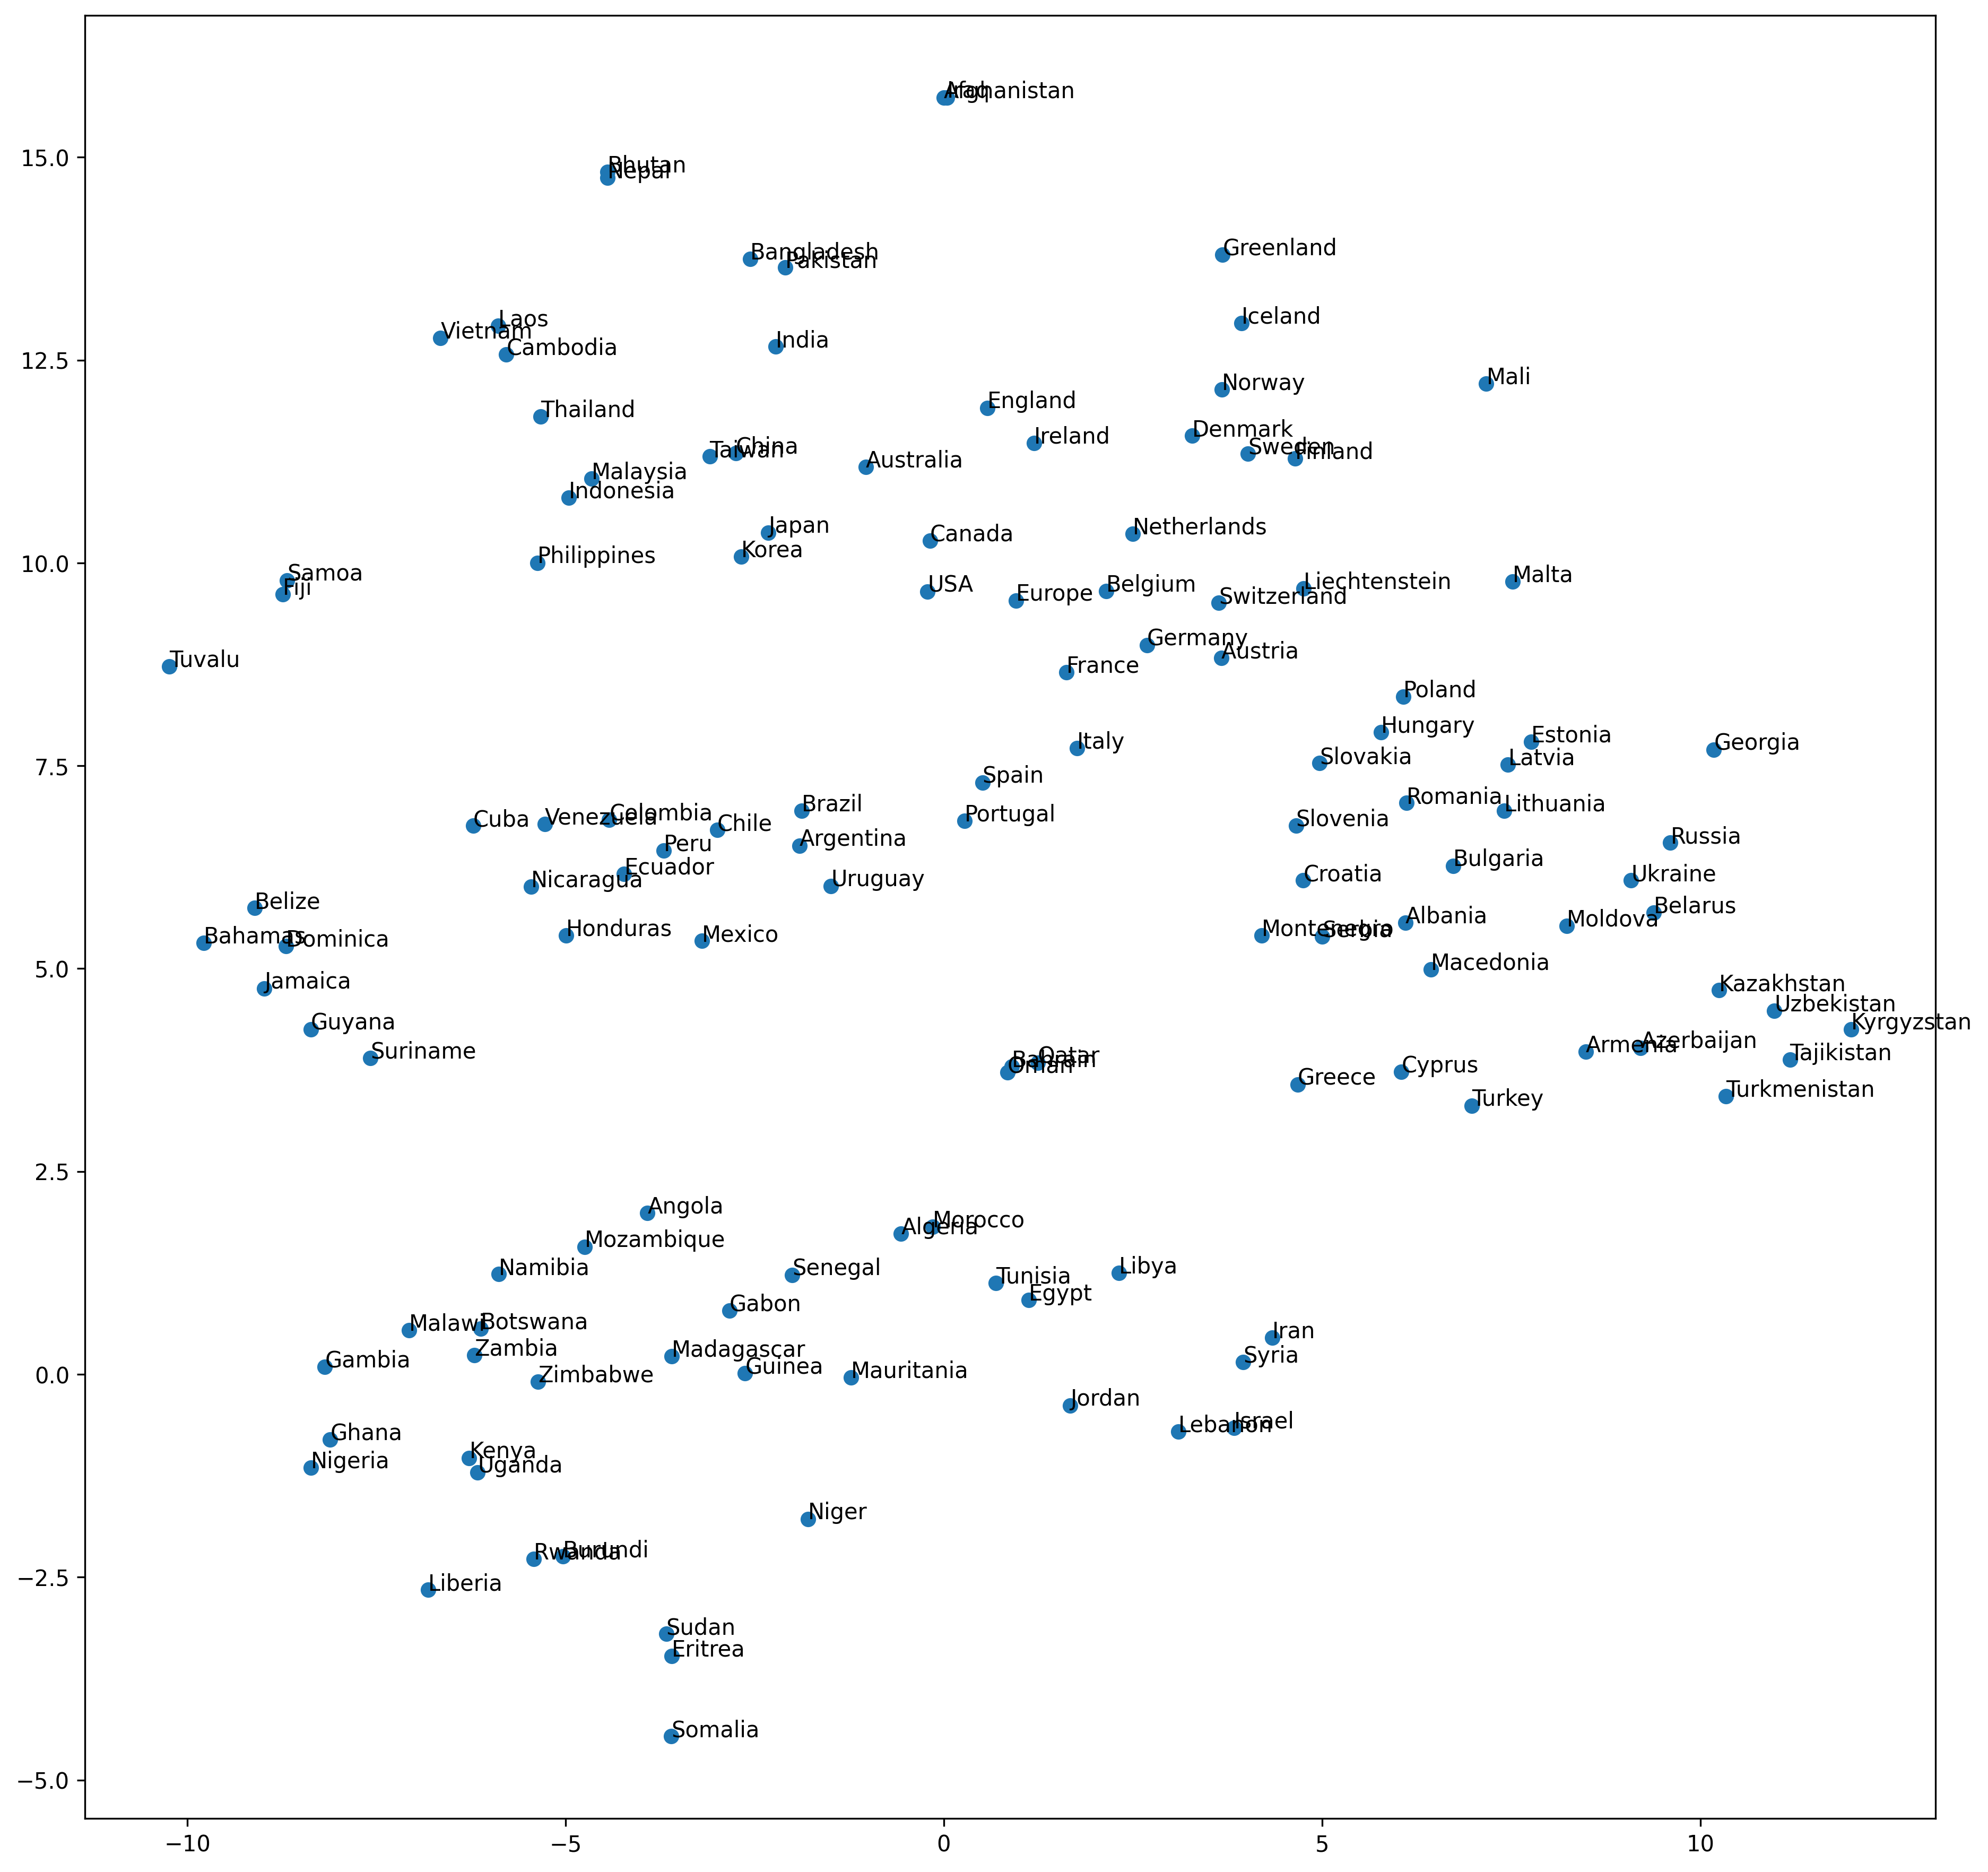 Afghanistan
Iraq
Bhutan
Nepal
Bangladesh
Pakistan
Greenland
Iceland
Laos
Vietnam
Cambodia
India
Norway
Mali
England
Thailand
Ireland
Denmark
China
Taiwan
Sweden
Finland
Australia
Malaysia
Indonesia
Japan
Canada
Netherlands
Korea
Philippines
Samoa
Fiji
USA
Europe
Belgium
Switzerland
Liechtenstein
Malta
Germany
Austria
France
Tuvalu
Poland
Hungary
Italy
Estonia
Georgia
Slovakia
Latvia
Spain
Romania
Lithuania
Brazil
Portugal
Cuba
Venezuela
Colombia
Chile
Slovenia
Argentina
Peru
Russia
Ecuador
Bulgaria
Nicaragua
Uruguay
Croatia
Ukraine
Belize
Belarus
Albania
Moldova
Honduras
Mexico
Montenegro
Serbia
Bahamas
Dominica
Macedonia
Jamaica
Kazakhstan
Uzbekistan
Kyrgyzstan
Guyana
Suriname
Armenia
Azerbaijan
Tajikistan
Qatar
Bahrain
Oman
Cyprus
Greece
Turkey
Turkmenistan
Angola
Morocco
Algeria
Mozambique
Namibia
Senegal
Tunisia
Libya
Egypt
Gabon
Malawi
Botswana
Iran
Zambia
Syria
Gambia
Madagascar
Guinea
Mauritania
Zimbabwe
Jordan
Lebanon
Israel
Ghana
Nigeria
Kenya
Uganda
Niger
Rwanda
Burundi
Liberia
Sudan
Eritrea
Somalia
15.0
12.5
10.0
7.5
5.0
2.5
0.0
−2.5
−5.0
−10
−5
0
5
10